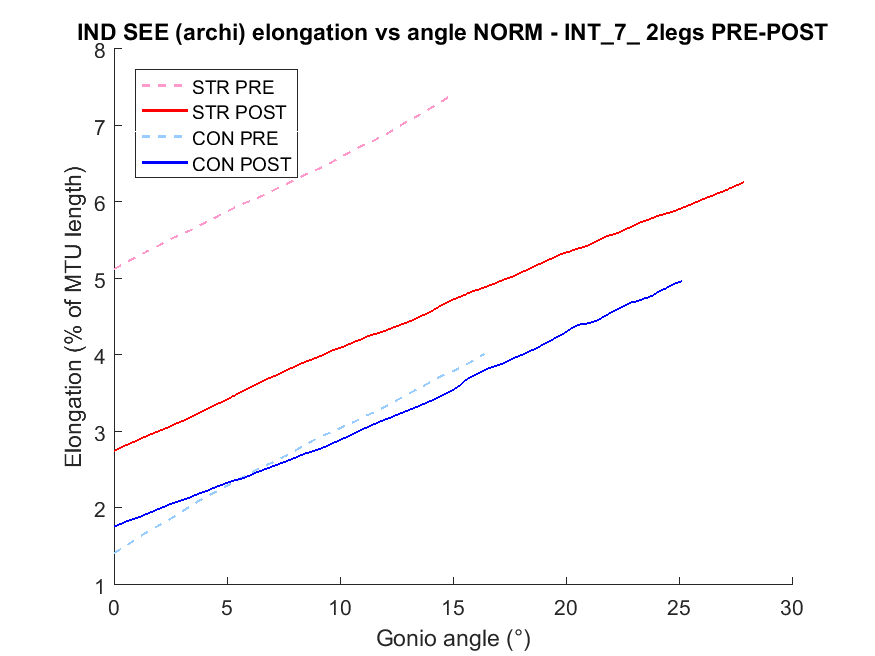 IND SEE (archi) elongation vs angle NORM - INT_7_ 2legs PRE-POST
8
7
6
5
4
3
2
1
Elongation (% of MTU length)
STR PRE
STR POST
CON PRE
CON POST
0 5 10 15 20 25 30
Gonio angle (°)